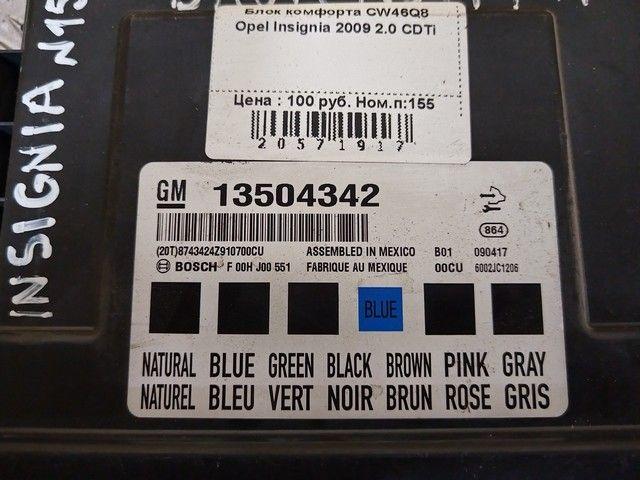 Блок комфорта CW46Q8
Opel Insignia 2009 2.0 CDTi
Цена : 100 руб. Ном.п:155
20571917
INSIGNIA N15
GM 13504342
864
(20T)8743424Z910700CU ASSEMBLED IN MEXICO B01 090417
BOSCH F 00H J00 551 FABRIQUE AU MEXIQUE 00CU 6002JC1206
BLUE
NATURAL BLUE GREEN BLACK BROWN PINK GRAY
NATUREL BLEU VERT NOIR BRUN ROSE GRIS